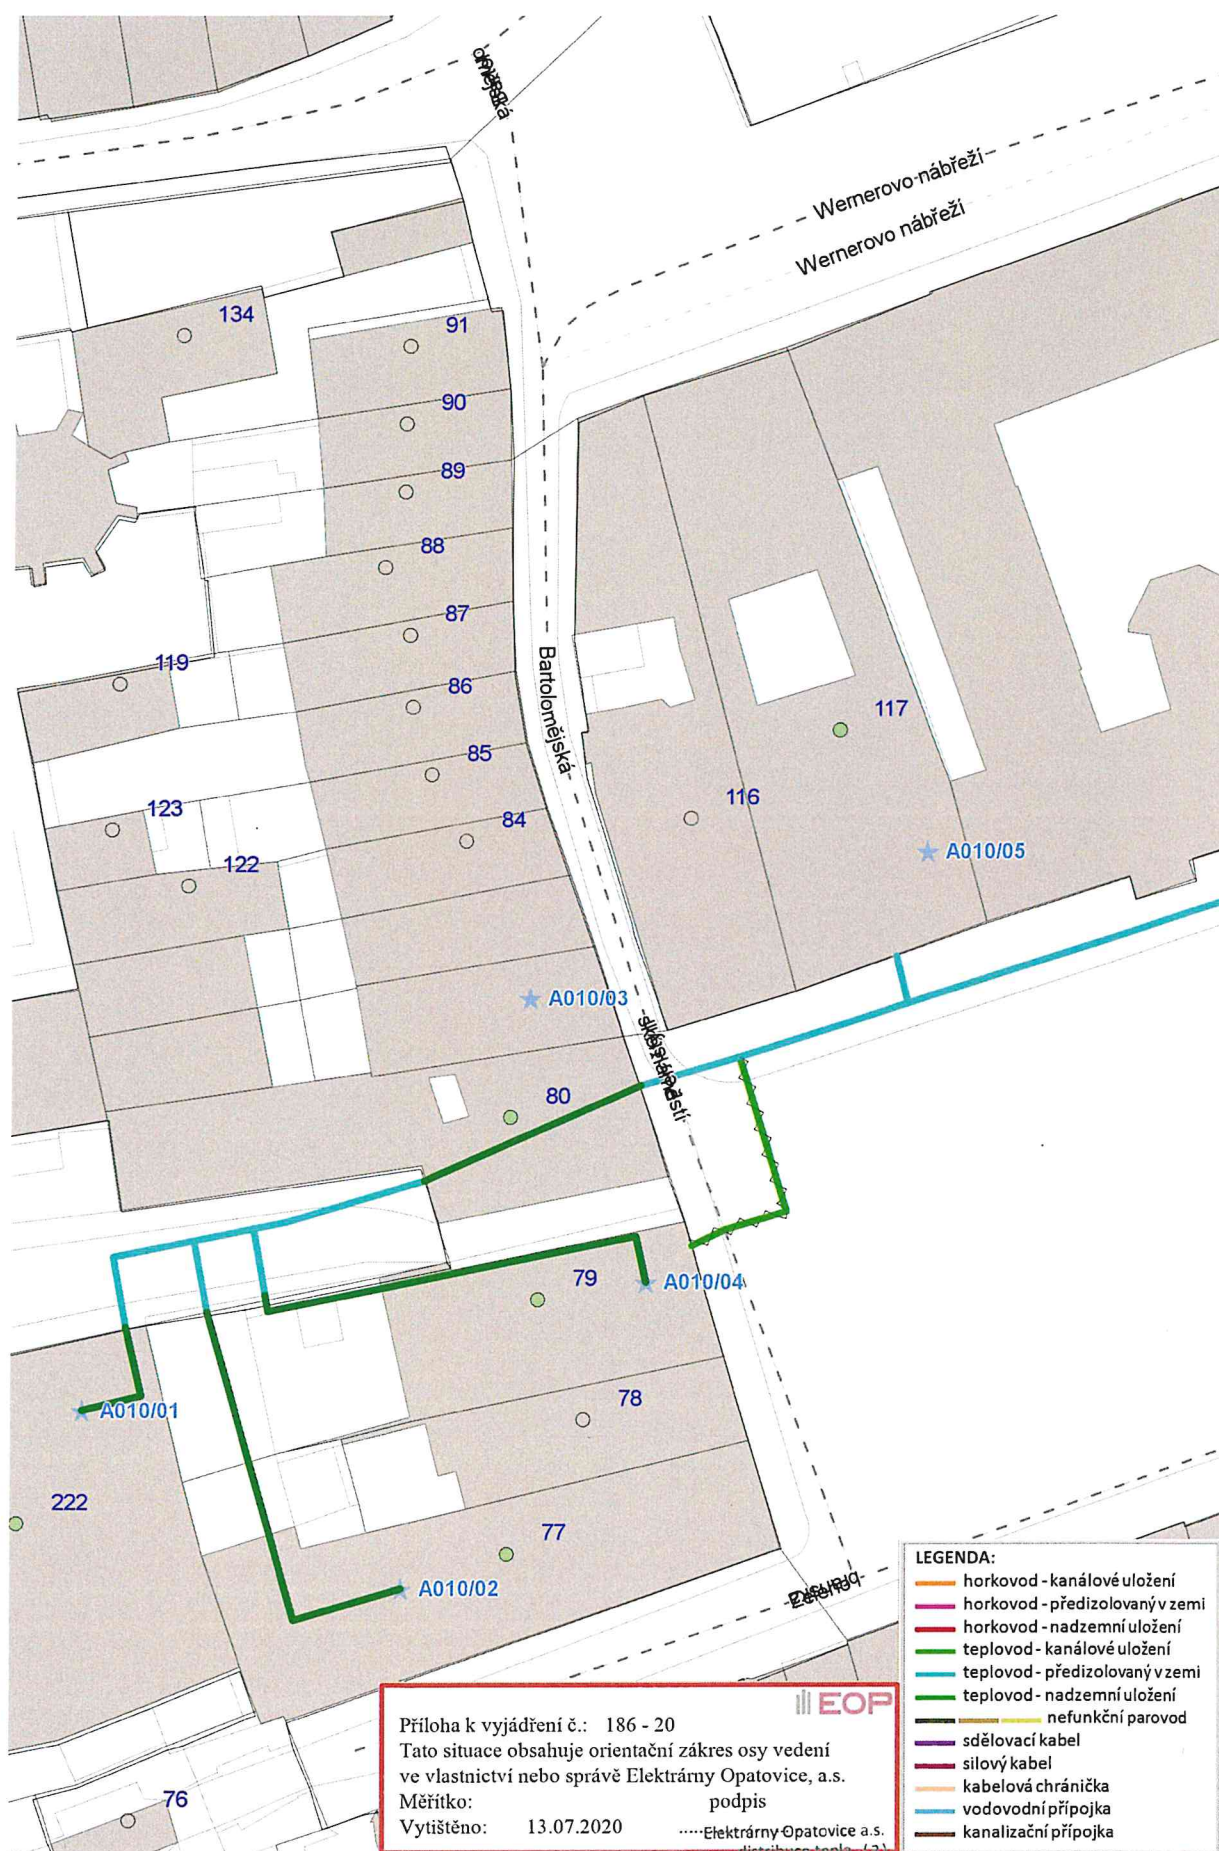 Wernerovo nábřeží
Wernerovo nábřeží
134
91
90
89
88
87
119
86
Bartolomějská
117
85
123
116
84
122
A010/05
A010/03
80
79
A010/04
78
A010/01
222
77
A010/02
76
LEGENDA:
horkovod - kanálové uložení
horkovod - předizolovaný v zemi
horkovod - nadzemní uložení
teplovod - kanálové uložení
teplovod - předizolovaný v zemi
teplovod - nadzemní uložení
nefunkční parovod
sdělovací kabel
silový kabel
kabelová chránička
vodovodní přípojka
kanalizační přípojka
EOP
Příloha k vyjádření č.: 186 - 20
Tato situace obsahuje orientační zákres osy vedení
ve vlastnictví nebo správě Elektrárny Opatovice, a.s.
Měřítko: podpis
Vytištěno: 13.07.2020
Elektrárny Opatovice a.s.